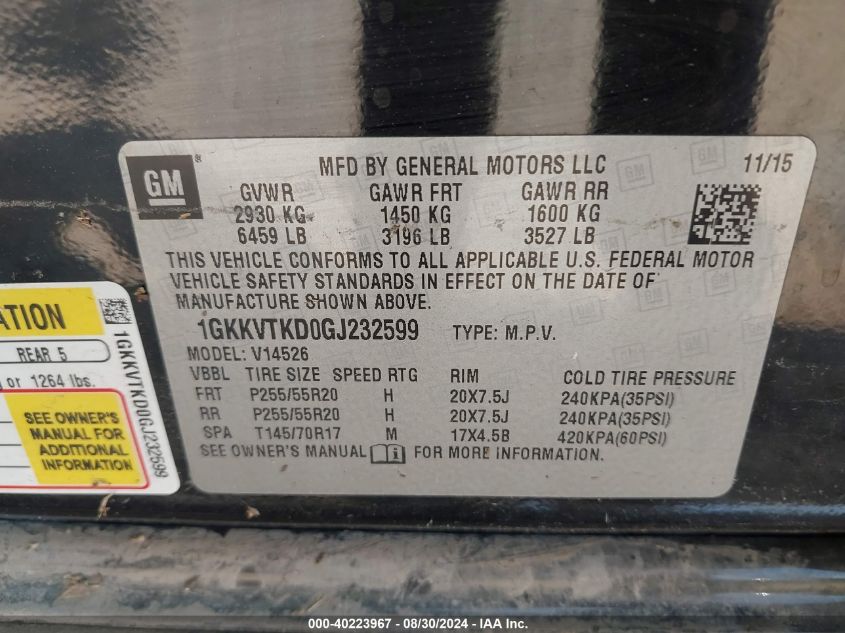 GM ®
MFD BY GENERAL MOTORS LLC 11/15
GVWR GAWR FRT GAWR RR
2930 KG 1450 KG 1600 KG
6459 LB 3196 LB 3527 LB
THIS VEHICLE CONFORMS TO ALL APPLICABLE U.S. FEDERAL MOTOR
VEHICLE SAFETY STANDARDS IN EFFECT ON THE DATE OF
MANUFACTURE SHOWN ABOVE.
1GKKVTKD0GJ232599 TYPE: M.P.V.
MODEL: V14526
VBBL TIRE SIZE SPEED RTG RIM COLD TIRE PRESSURE
FRT P255/55R20 H 20X7.5J 240KPA(35PSI)
RR P255/55R20 H 20X7.5J 240KPA(35PSI)
SPA T145/70R17 M 17X4.5B 420KPA(60PSI)
SEE OWNER'S MANUAL i FOR MORE INFORMATION.
ATION
REAR 5
or 1264 lbs.
SEE OWNER'S
MANUAL FOR
ADDITIONAL
INFORMATION
1GKKVTKD0GJ232599
000-40223967 - 08/30/2024 - IAA Inc.